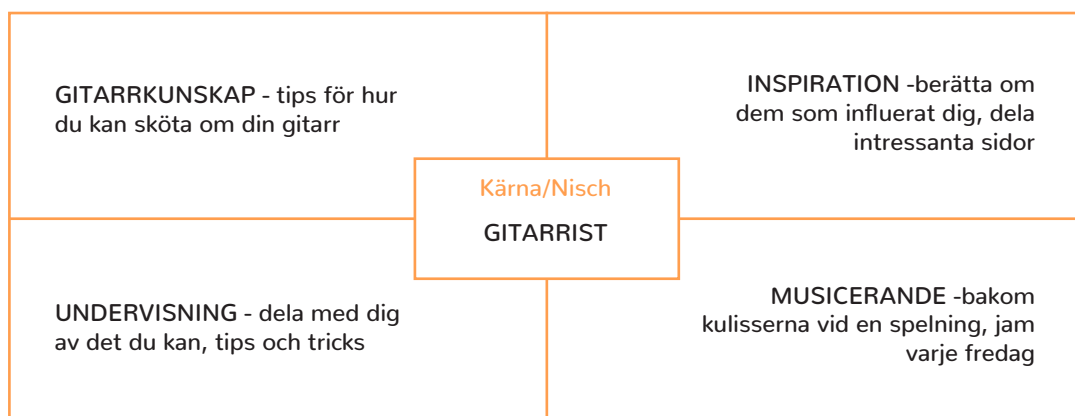 GITARRKUNSKAP - tips för hur
du kan sköta om din gitarr
INSPIRATION -berätta om
dem som influerat dig, dela
intressanta sidor
Kärna/Nisch
GITARRIST
UNDERVISNING - dela med dig
av det du kan, tips och tricks
MUSICERANDE -bakom
kulisserna vid en spelning, jam
varje fredag